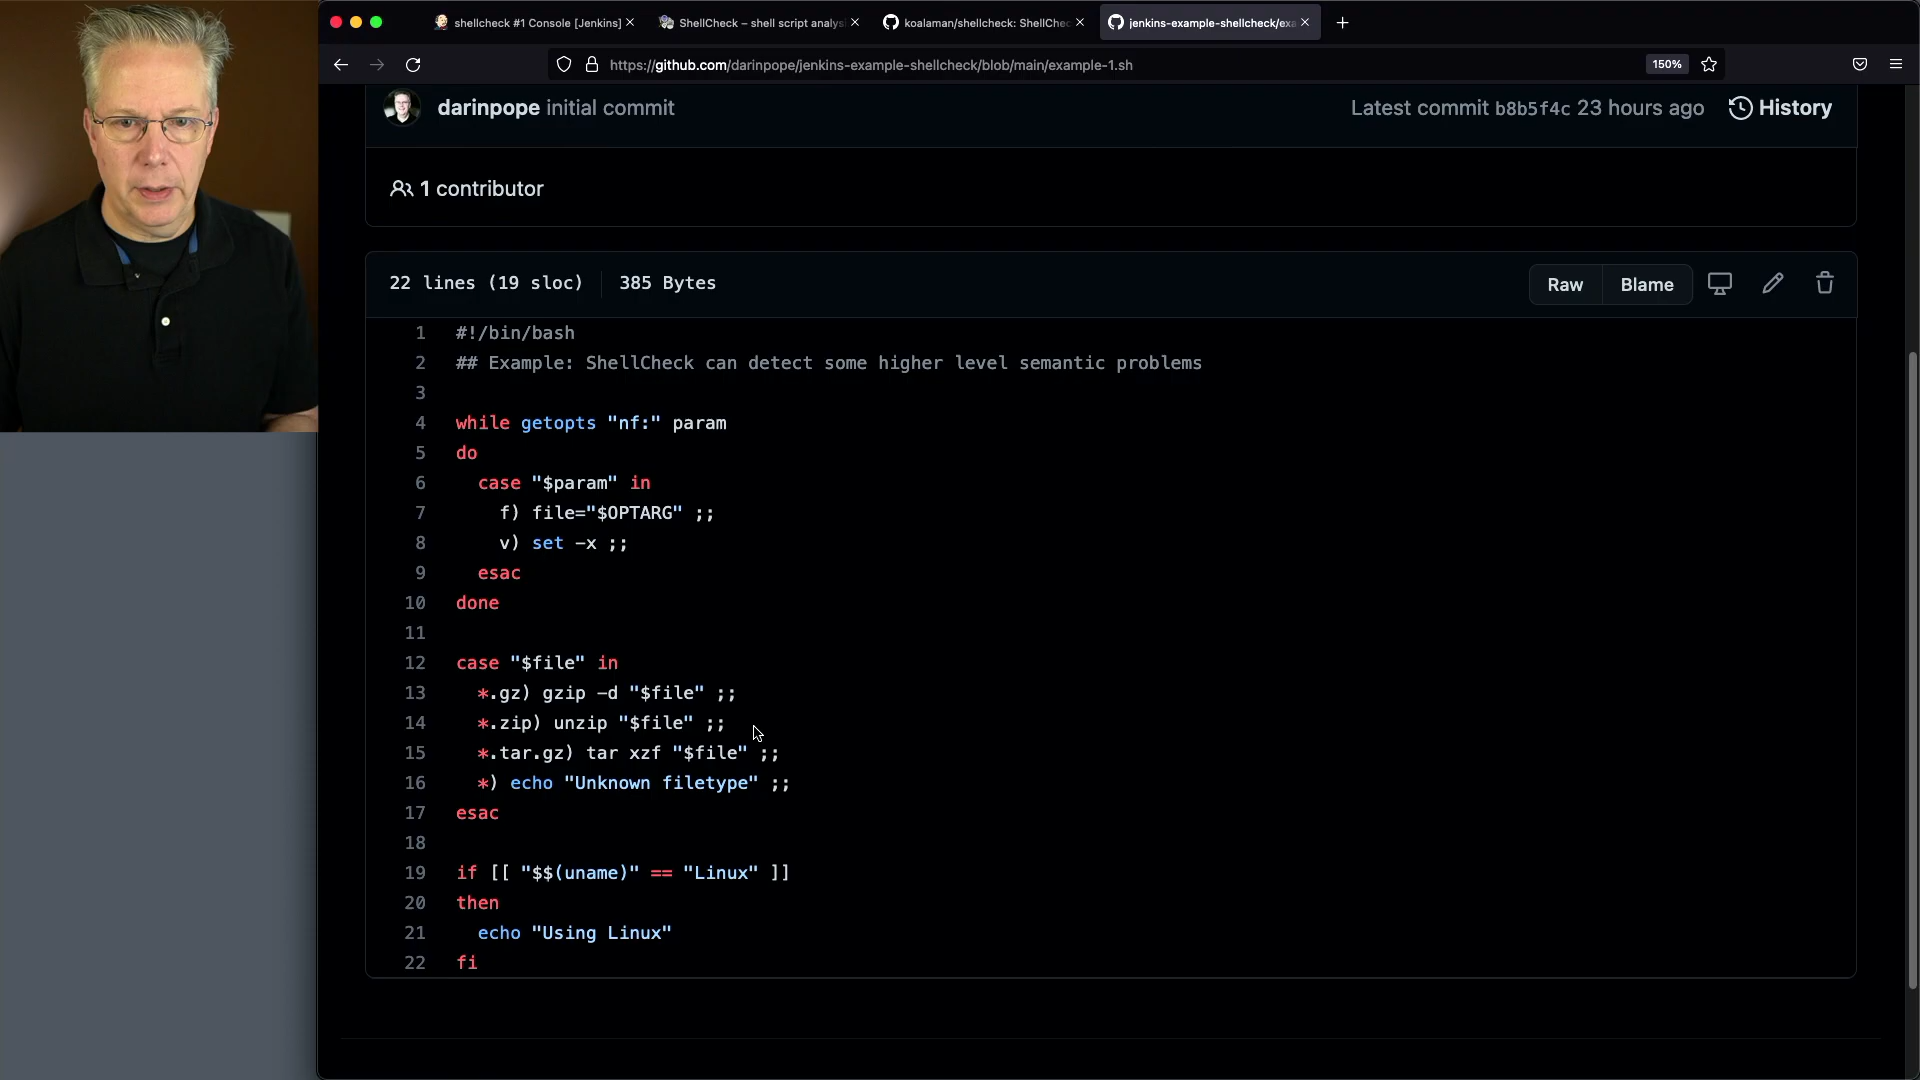 shellcheck #1 Console [Jenkins]
ShellCheck – shell script analys
koalaman/shellcheck: ShellChec
jenkins-example-shellcheck/exa
https://github.com/darinpope/jenkins-example-shellcheck/blob/main/example-1.sh
150%
darinpope initial commit
Latest commit b8b5f4c 23 hours ago
History
1 contributor
22 lines (19 sloc)
385 Bytes
Raw
Blame
1 #!/bin/bash
2 ## Example: ShellCheck can detect some higher level semantic problems
3
4 while getopts "nf:" param
5 do
6   case "$param" in
7     f) file="$OPTARG" ;;
8     v) set -x ;;
9   esac
10 done
11
12 case "$file" in
13   *.gz) gzip -d "$file" ;;
14   *.zip) unzip "$file" ;;
15   *.tar.gz) tar xzf "$file" ;;
16   *) echo "Unknown filetype" ;;
17 esac
18
19 if [[ "$$(uname)" == "Linux" ]]
20 then
21   echo "Using Linux"
22 fi